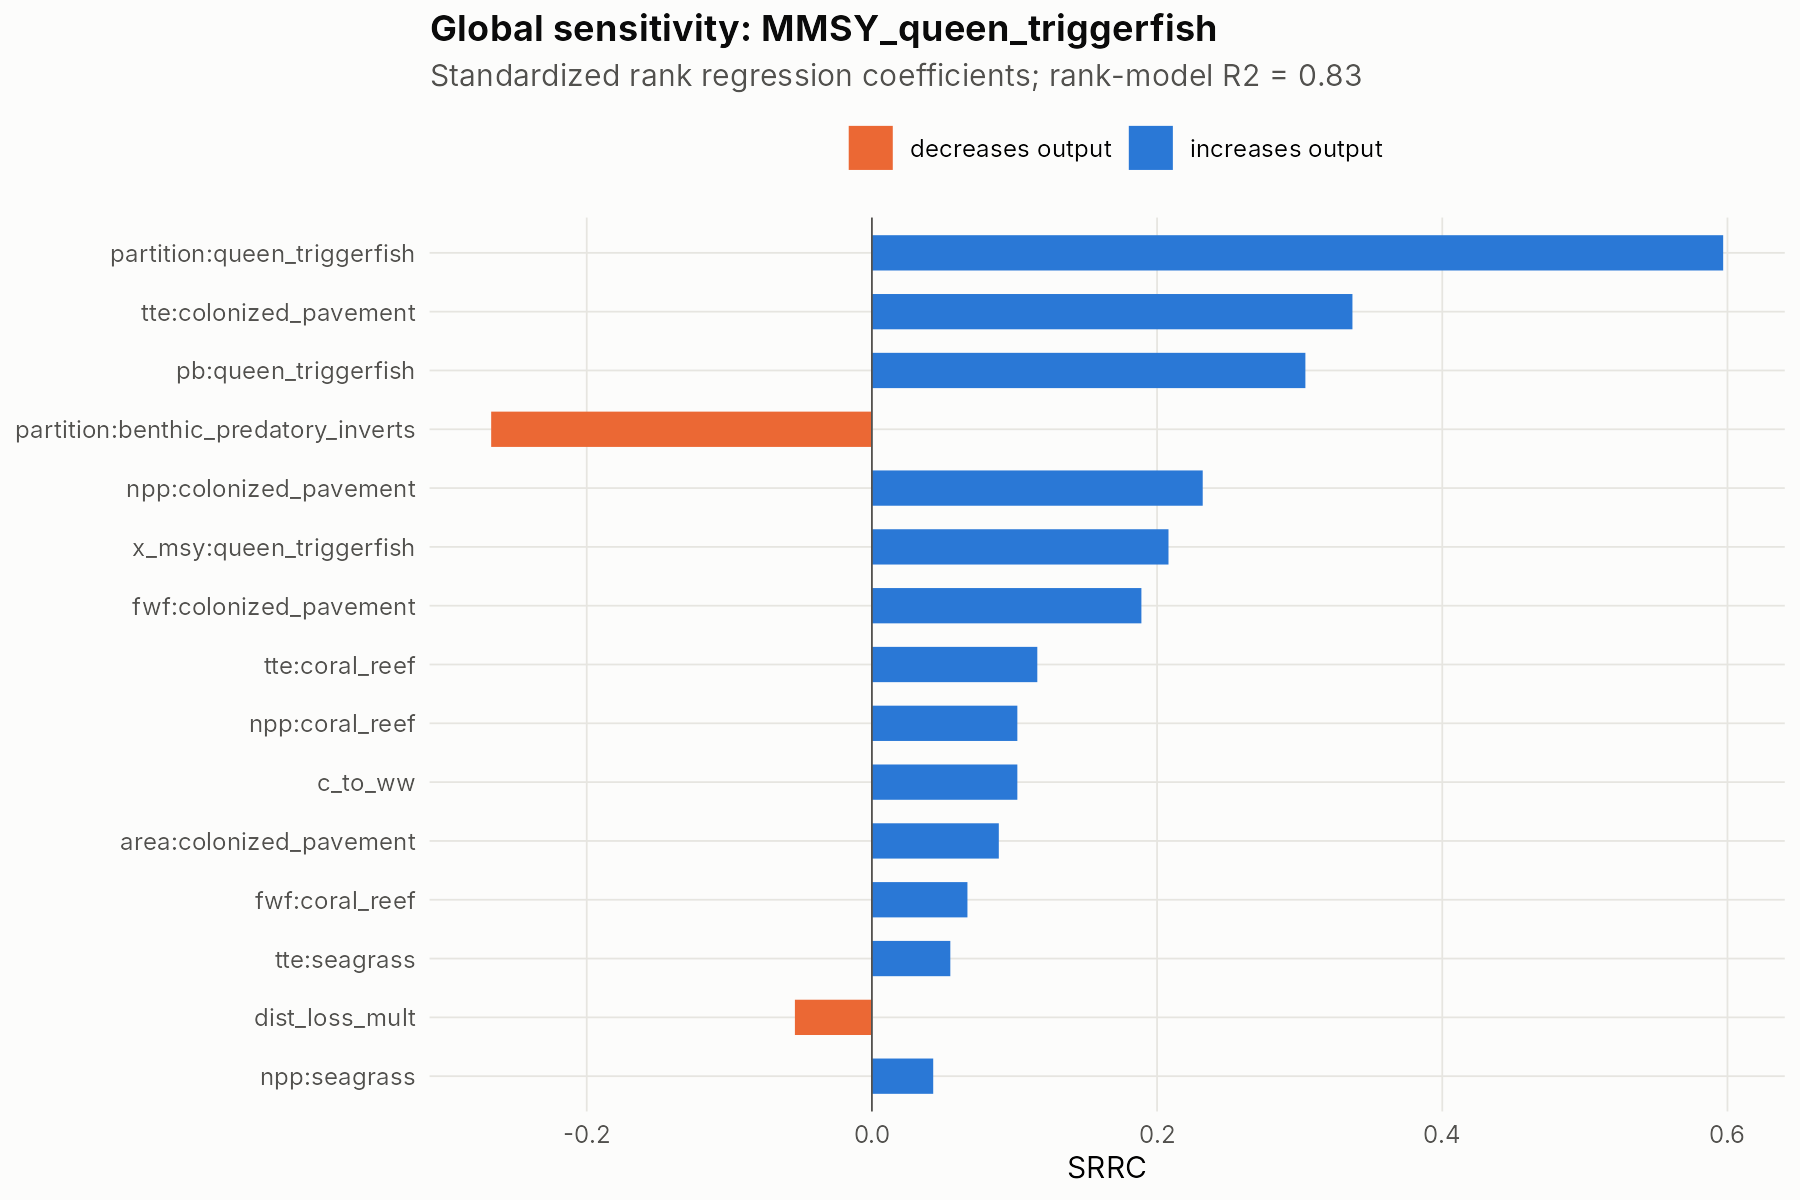 Global sensitivity: MMSY_queen_triggerfish
Standardized rank regression coefficients; rank-model R2 = 0.83
decreases output
increases output
partition:queen_triggerfish
tte:colonized_pavement
pb:queen_triggerfish
partition:benthic_predatory_inverts
npp:colonized_pavement
x_msy:queen_triggerfish
fwf:colonized_pavement
tte:coral_reef
npp:coral_reef
c_to_ww
area:colonized_pavement
fwf:coral_reef
tte:seagrass
dist_loss_mult
npp:seagrass
-0.2 0.0 0.2 0.4 0.6
SRRC